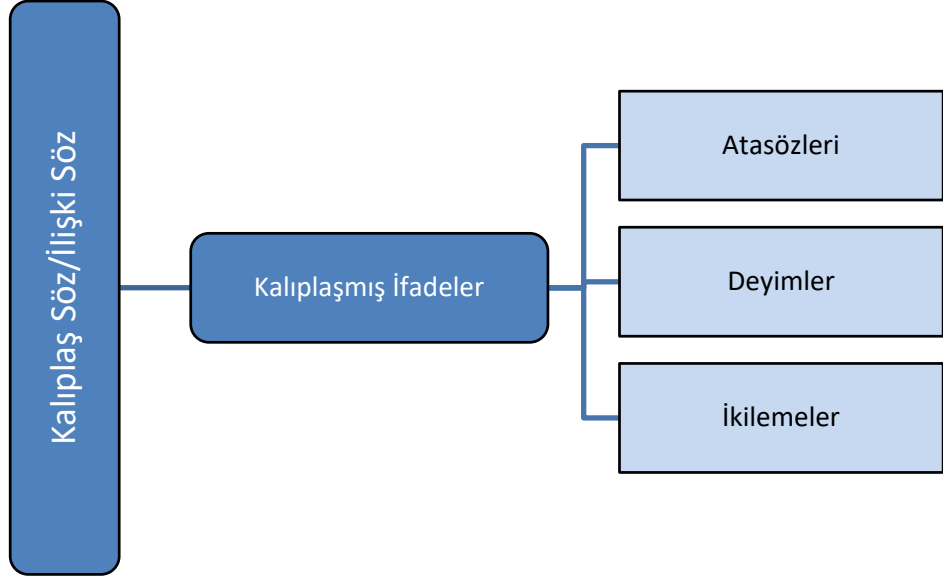 Kalıplaş Söz/İlişki Söz
Kalıplaşmış İfadeler
Atasözleri
Deyimler
İkilemeler